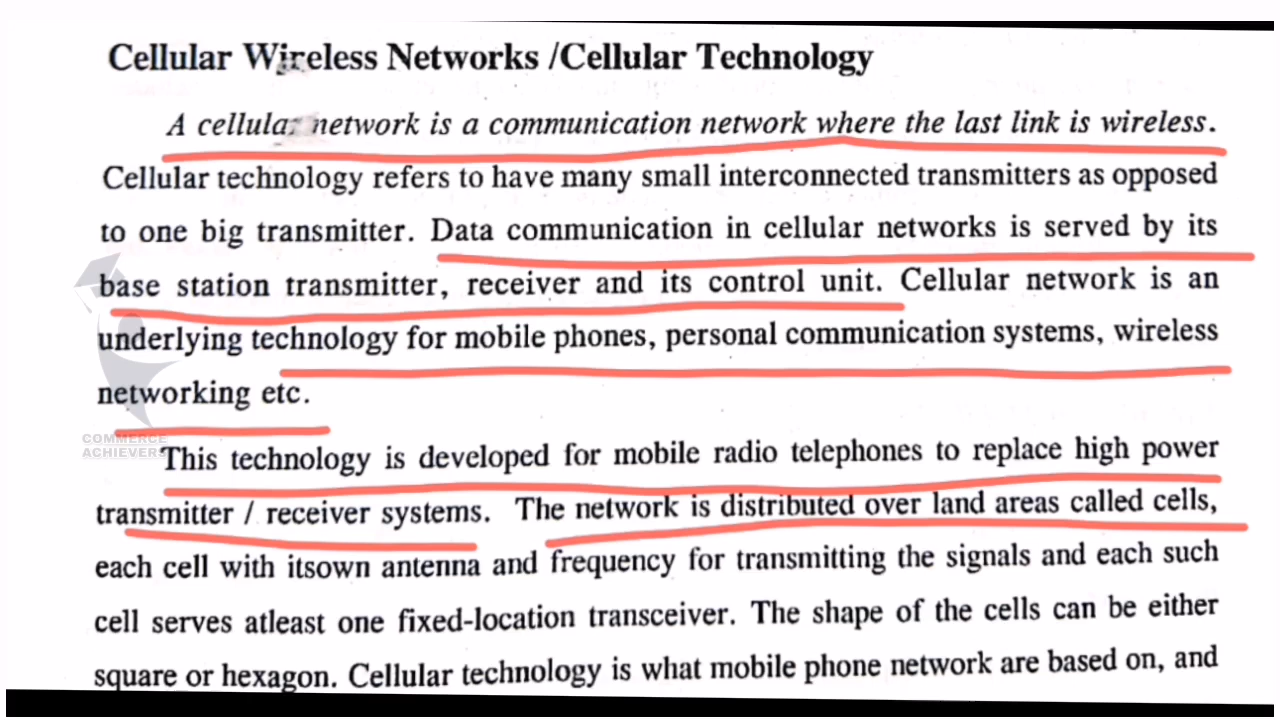 Cellular Wireless Networks /Cellular Technology
A cellular network is a communication network where the last link is wireless.
Cellular technology refers to have many small interconnected transmitters as opposed
to one big transmitter. Data communication in cellular networks is served by its
base station transmitter, receiver and its control unit. Cellular network is an
underlying technology for mobile phones, personal communication systems, wireless
networking etc.
COMMERCE
ACHIEVERS
This technology is developed for mobile radio telephones to replace high power
transmitter / receiver systems. The network is distributed over land areas called cells,
each cell with itsown antenna and frequency for transmitting the signals and each such
cell serves atleast one fixed-location transceiver. The shape of the cells can be either
square or hexagon. Cellular technology is what mobile phone network are based on, and